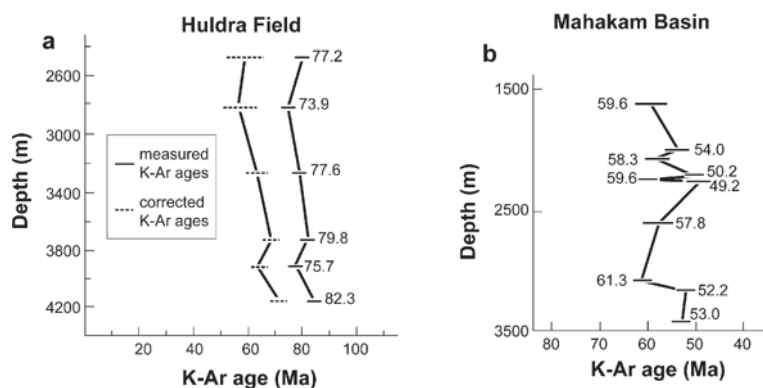 Huldra Field
a
2600
3000
3400
3800
4200
Depth (m)
measured
K-Ar ages
corrected
K-Ar ages
77.2
73.9
77.6
79.8
75.7
82.3
20 40 60 80 100
K-Ar age (Ma)
Mahakam Basin
b
1500
2500
3500
Depth (m)
59.6
54.0
58.3
50.2
59.6
49.2
57.8
61.3
52.2
53.0
80 70 60 50 40
K-Ar age (Ma)